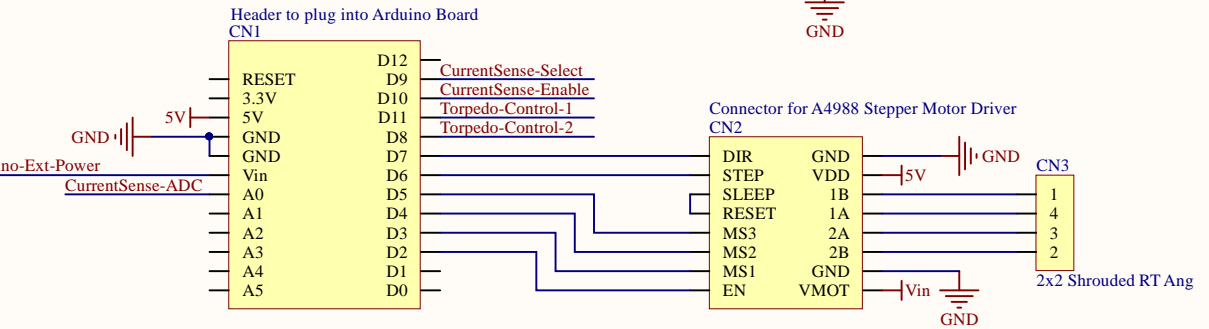 GND
Header to plug into Arduino Board
CN1
D12
RESET
D9
CurrentSense-Select
3.3V
D10
CurrentSense-Enable
5V
5V
D11
Torpedo-Control-1
GND
GND
D8
Torpedo-Control-2
GND
D7
no-Ext-Power
Vin
D6
CurrentSense-ADC
A0
D5
A1
D4
A2
D3
A3
D2
A4
D1
A5
D0
Connector for A4988 Stepper Motor Driver
CN2
DIR
GND
GND
STEP
VDD
5V
SLEEP
1B
RESET
1A
MS3
2A
MS2
2B
MS1
GND
EN
VMOT
Vin
GND
CN3
1
4
3
2
2x2 Shrouded RT Ang